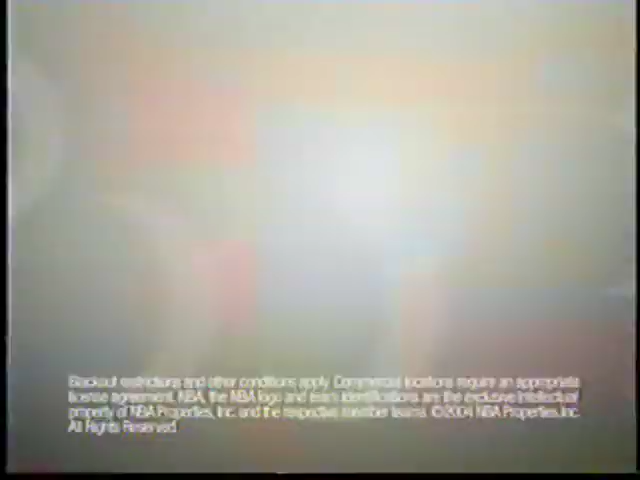 Blackout restrictions and other conditions apply. Commercial locations require an appropriate
license agreement. NBA, the NBA logo and team identifications are the exclusive intellectual
property of NBA Properties, Inc. and the respective member teams. ©2004 NBA Properties, Inc.
All Rights Reserved.